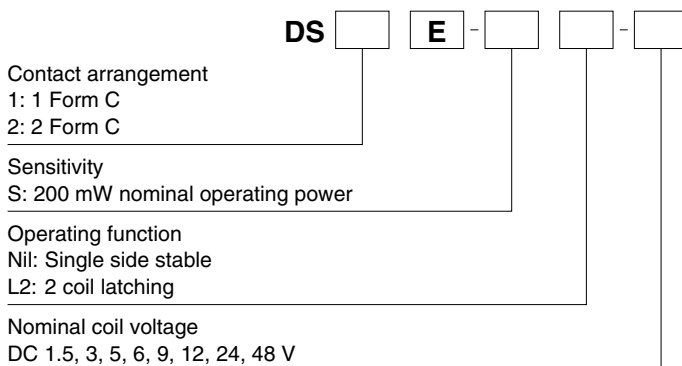 DS E - -
Contact arrangement
1: 1 Form C
2: 2 Form C
Sensitivity
S: 200 mW nominal operating power
Operating function
Nil: Single side stable
L2: 2 coil latching
Nominal coil voltage
DC 1.5, 3, 5, 6, 9, 12, 24, 48 V